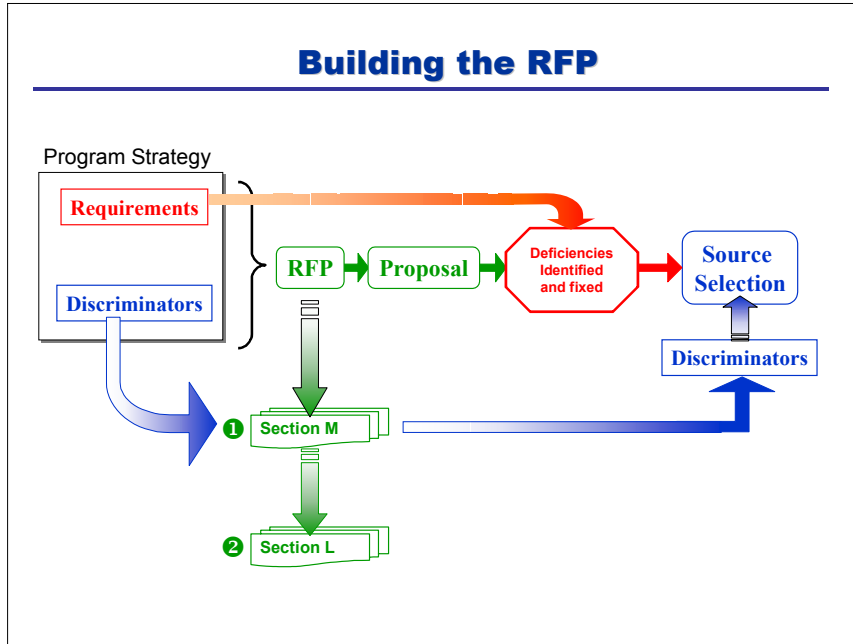 Building the RFP
Program Strategy
Requirements
Discriminators
RFP
Proposal
Deficiencies
Identified
and fixed
Source
Selection
Discriminators
❶ Section M
❷ Section L